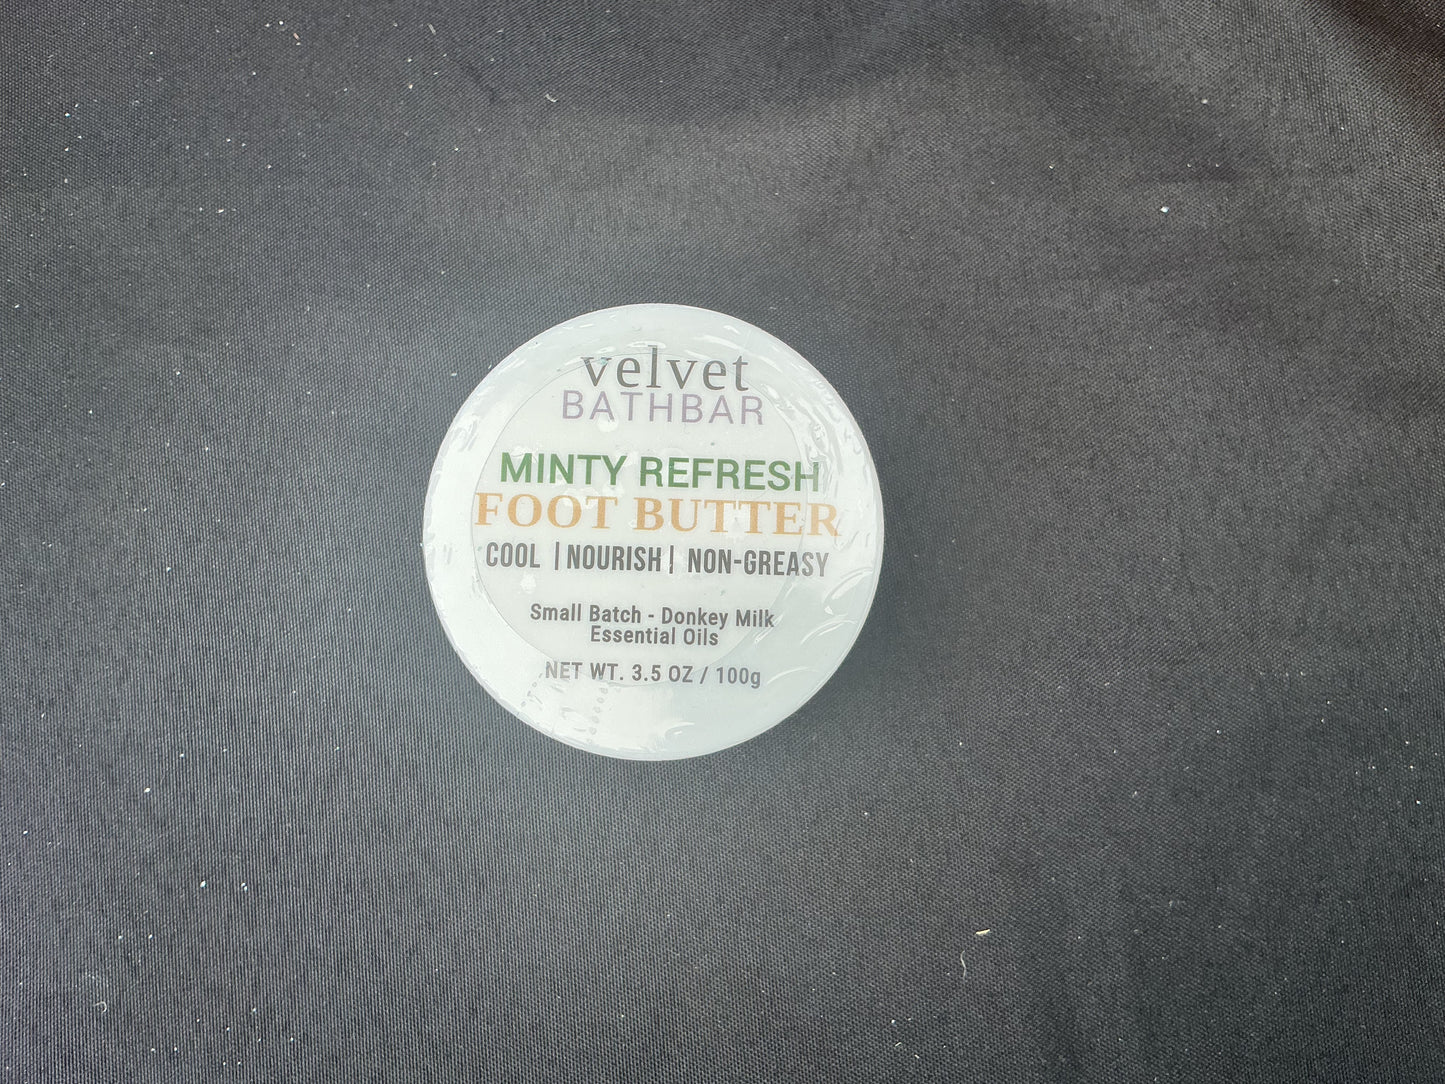 velvet
BATHBAR
MINTY REFRESH
FOOT BUTTER
COOL | NOURISH | NON-GREASY
Small Batch - Donkey Milk
Essential Oils
NET WT. 3.5 OZ / 100g